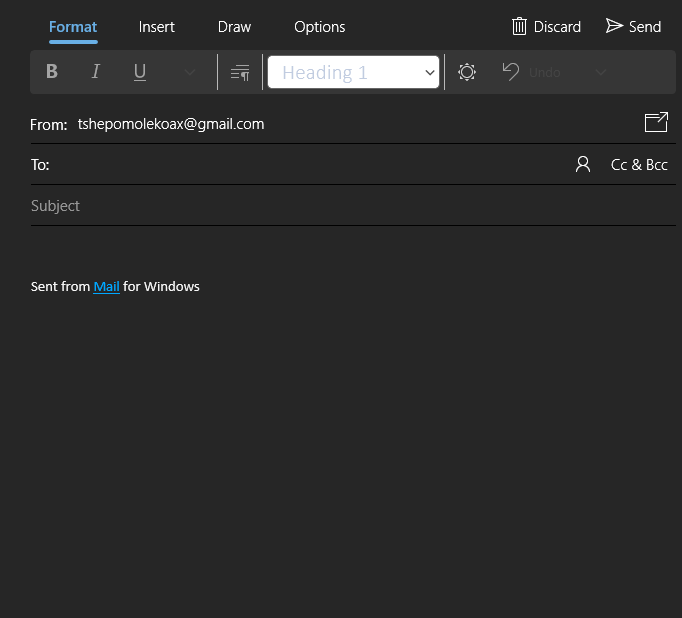 Format Insert Draw Options Discard Send
B I U Heading 1 Undo
From: tshepomolekoax@gmail.com
To: Cc & Bcc
Subject
Sent from Mail for Windows